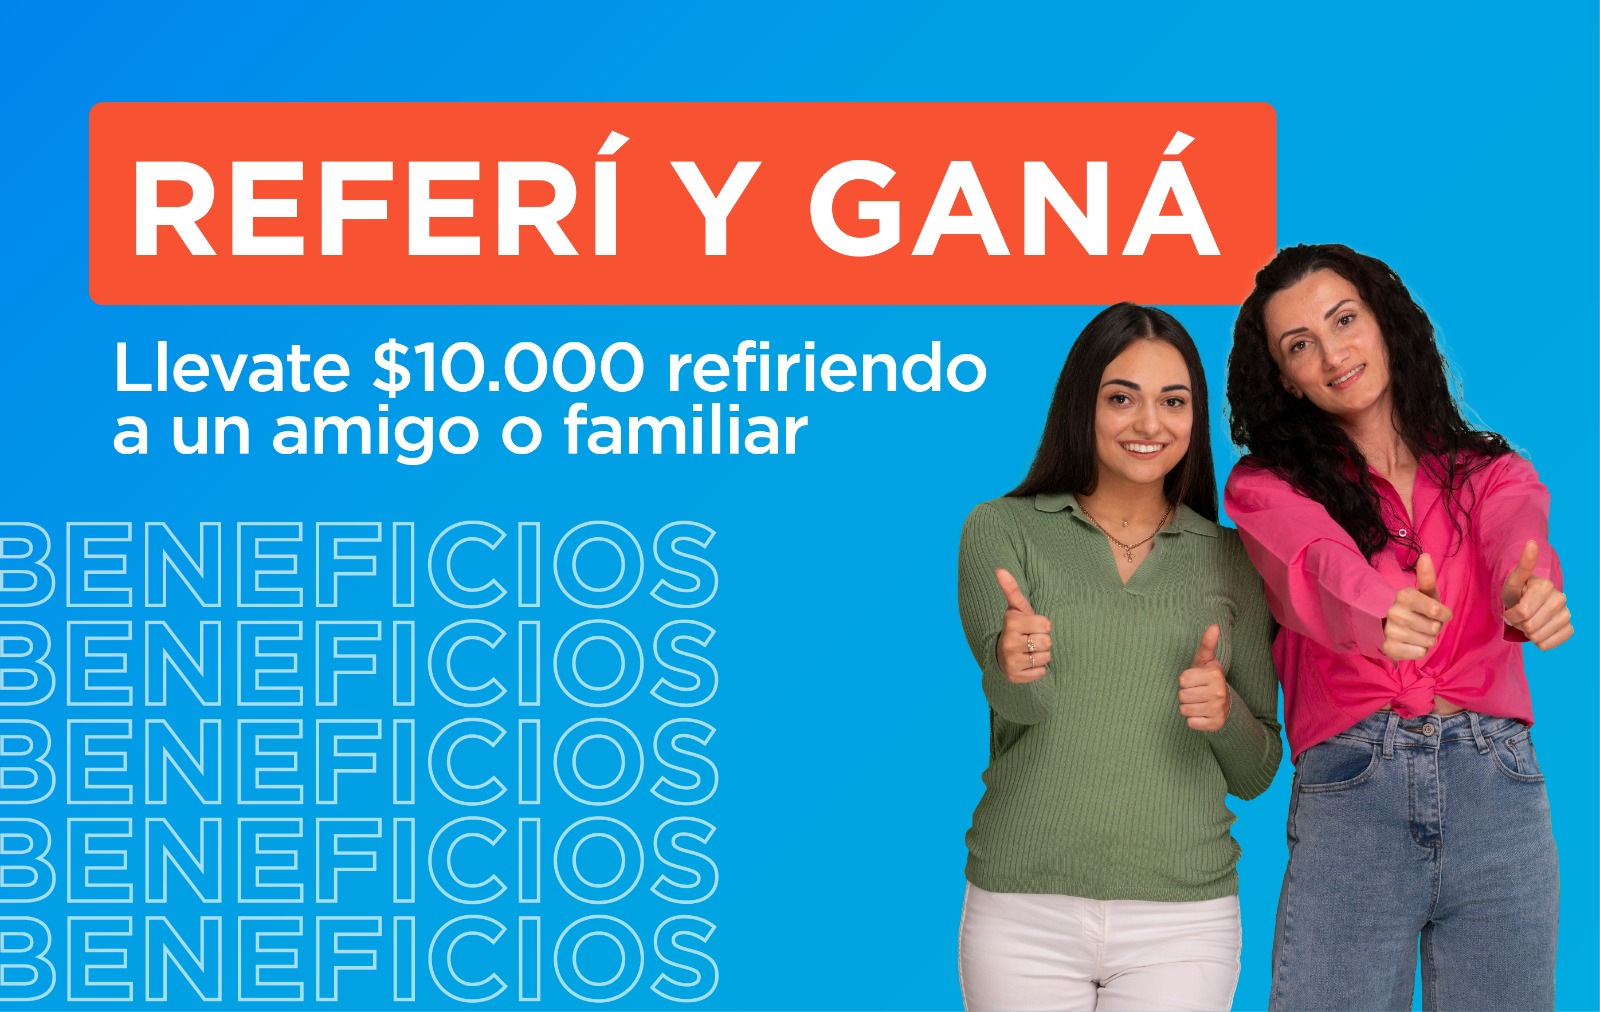 REFERÍ Y GANÁ
Llevate $10.000 refiriendo
a un amigo o familiar
BENEFICIOS
BENEFICIOS
BENEFICIOS
BENEFICIOS
BENEFICIOS